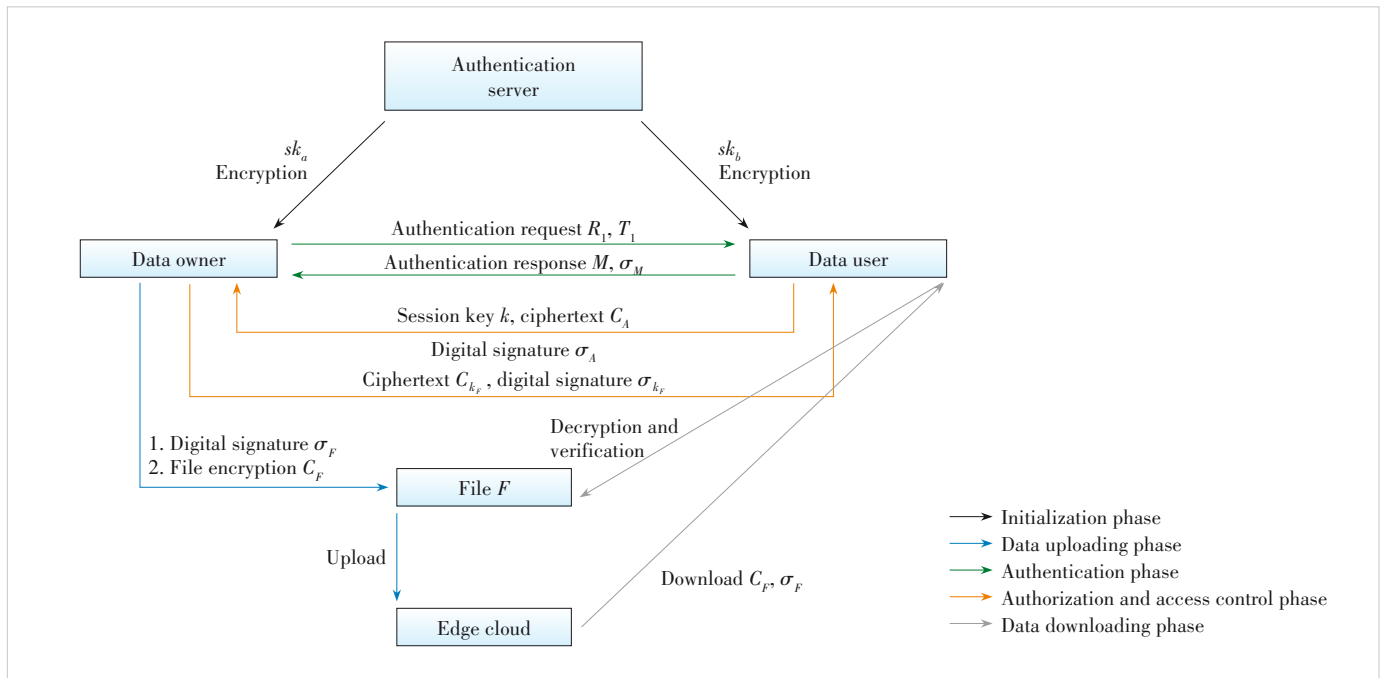 Authentication
server
sk_a
Encryption
sk_b
Encryption
Authentication request R_1, T_1
Data owner
Data user
Authentication response M, σ_M
Session key k, ciphertext C_A
Digital signature σ_A
Ciphertext C_{k_F}, digital signature σ_{k_F}
Decryption and
verification
1. Digital signature σ_F
2. File encryption C_F
File F
Upload
Download C_F, σ_F
Edge cloud
Initialization phase
Data uploading phase
Authentication phase
Authorization and access control phase
Data downloading phase